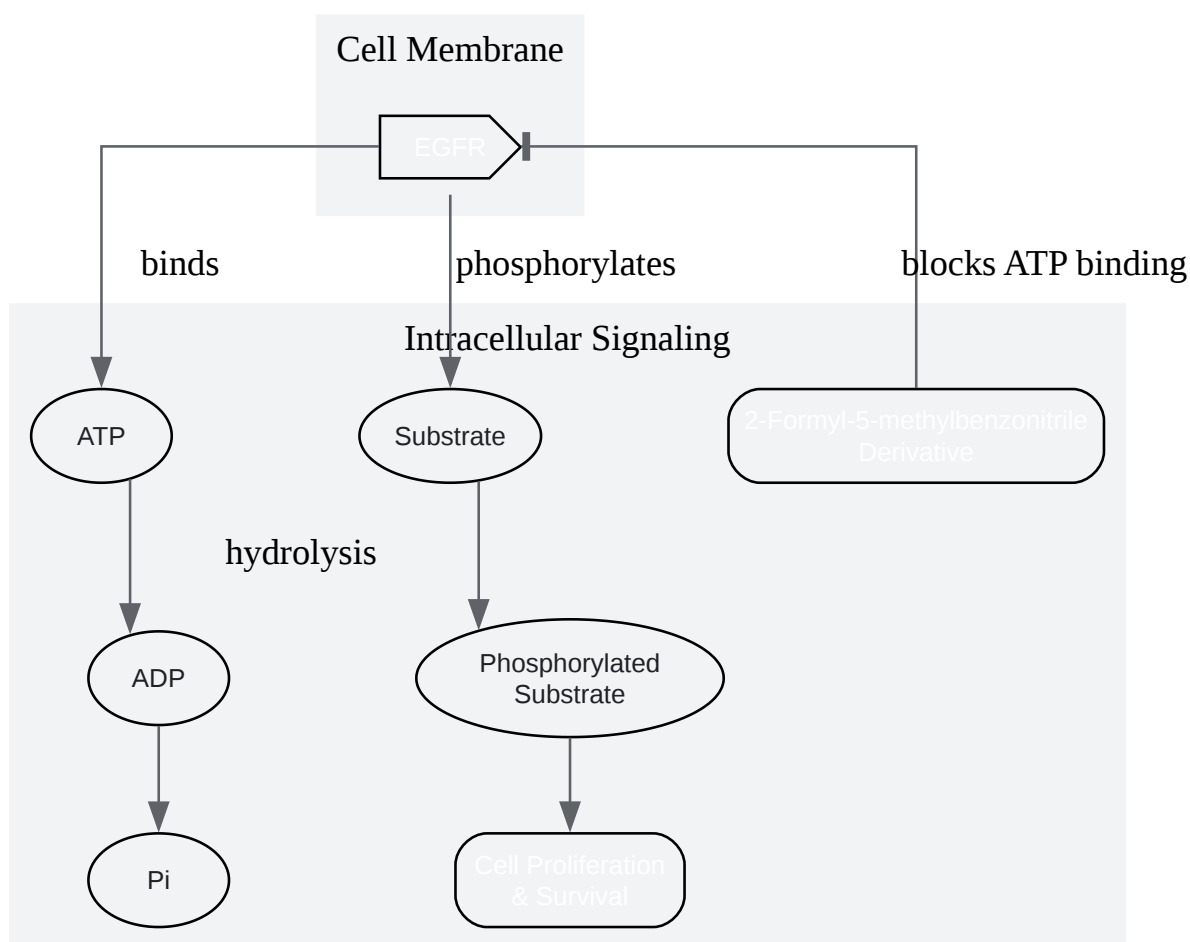 Cell Membrane
EGFR
binds
phosphorylates
blocks ATP binding
Intracellular Signaling
ATP
Substrate
2-Formyl-5-methylbenzonitrile
Derivative
hydrolysis
ADP
Phosphorylated
Substrate
Pi
Cell Proliferation
& Survival